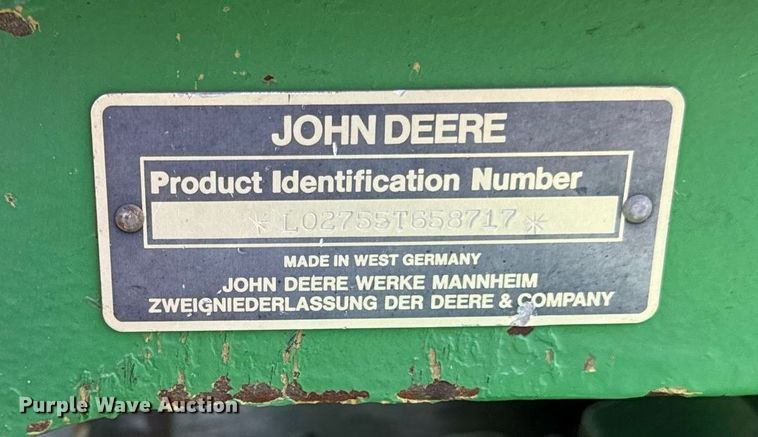 JOHN DEERE
Product Identification Number
* L02755T658717 *
MADE IN WEST GERMANY
JOHN DEERE WERKE MANNHEIM
ZWEIGNIEDERLASSUNG DER DEERE & COMPANY
Purple Wave Auction